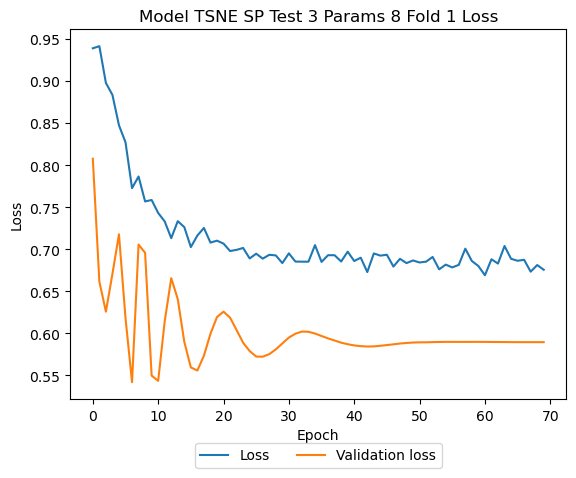 Model TSNE SP Test 3 Params 8 Fold 1 Loss
0.95
0.90
0.85
0.80
0.75
0.70
0.65
0.60
0.55
Loss
0 10 20 30 40 50 60 70
Epoch
Loss Validation loss